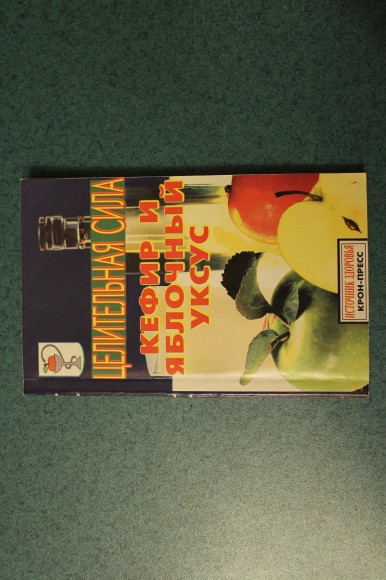 ЦЕЛИТЕЛЬНАЯ СИЛА
КЕФИР И
ЯБЛОЧНЫЙ
УКСУС
ИСТОЧНИК ЗДОРОВЬЯ
КРОН-ПРЕСС